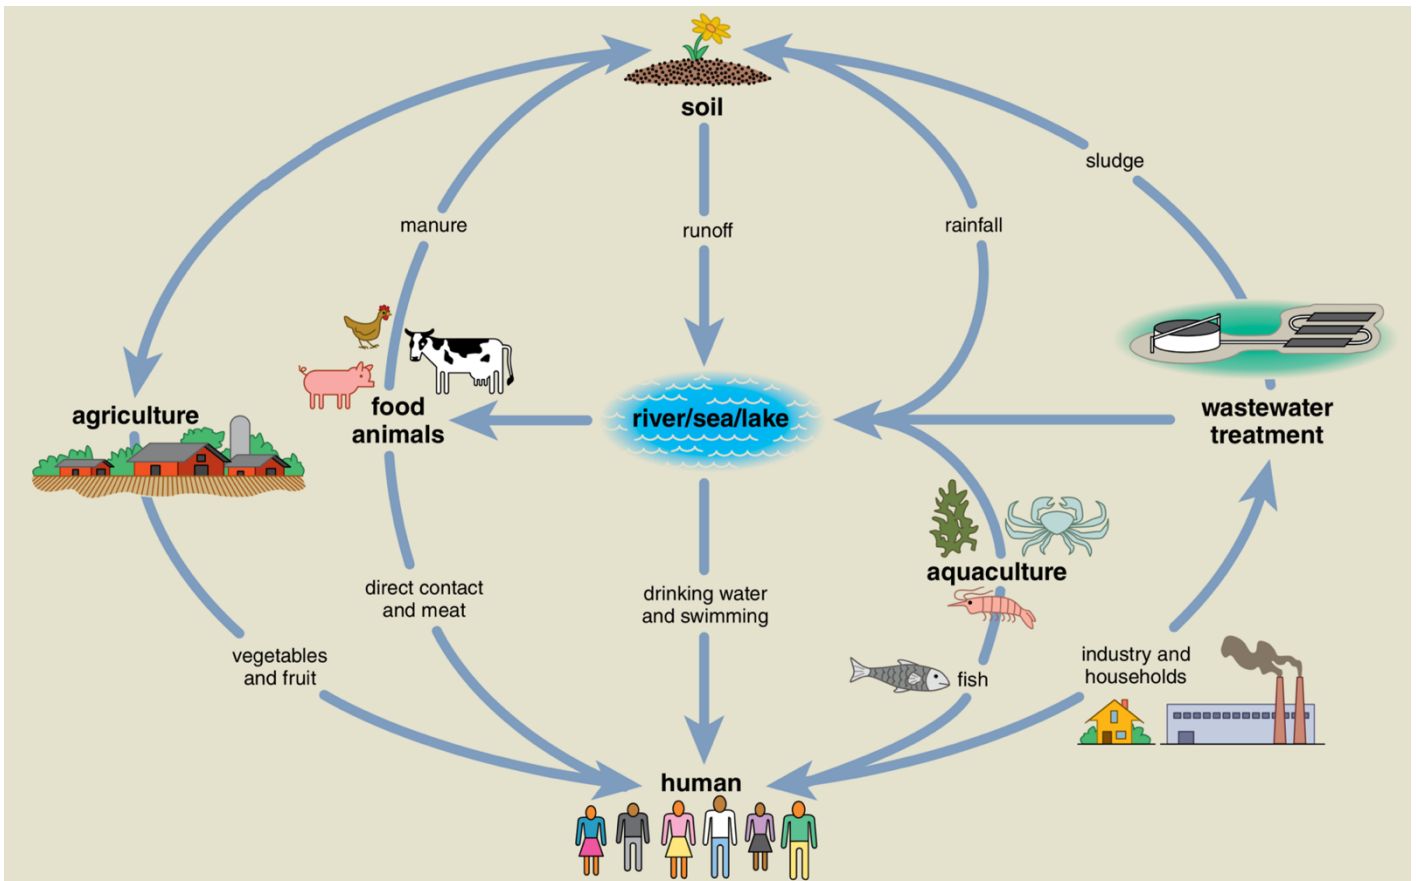 soil
sludge
manure
runoff
rainfall
agriculture
food
animals
river/sea/lake
wastewater
treatment
aquaculture
direct contact
and meat
drinking water
and swimming
vegetables
and fruit
fish
industry and
households
human